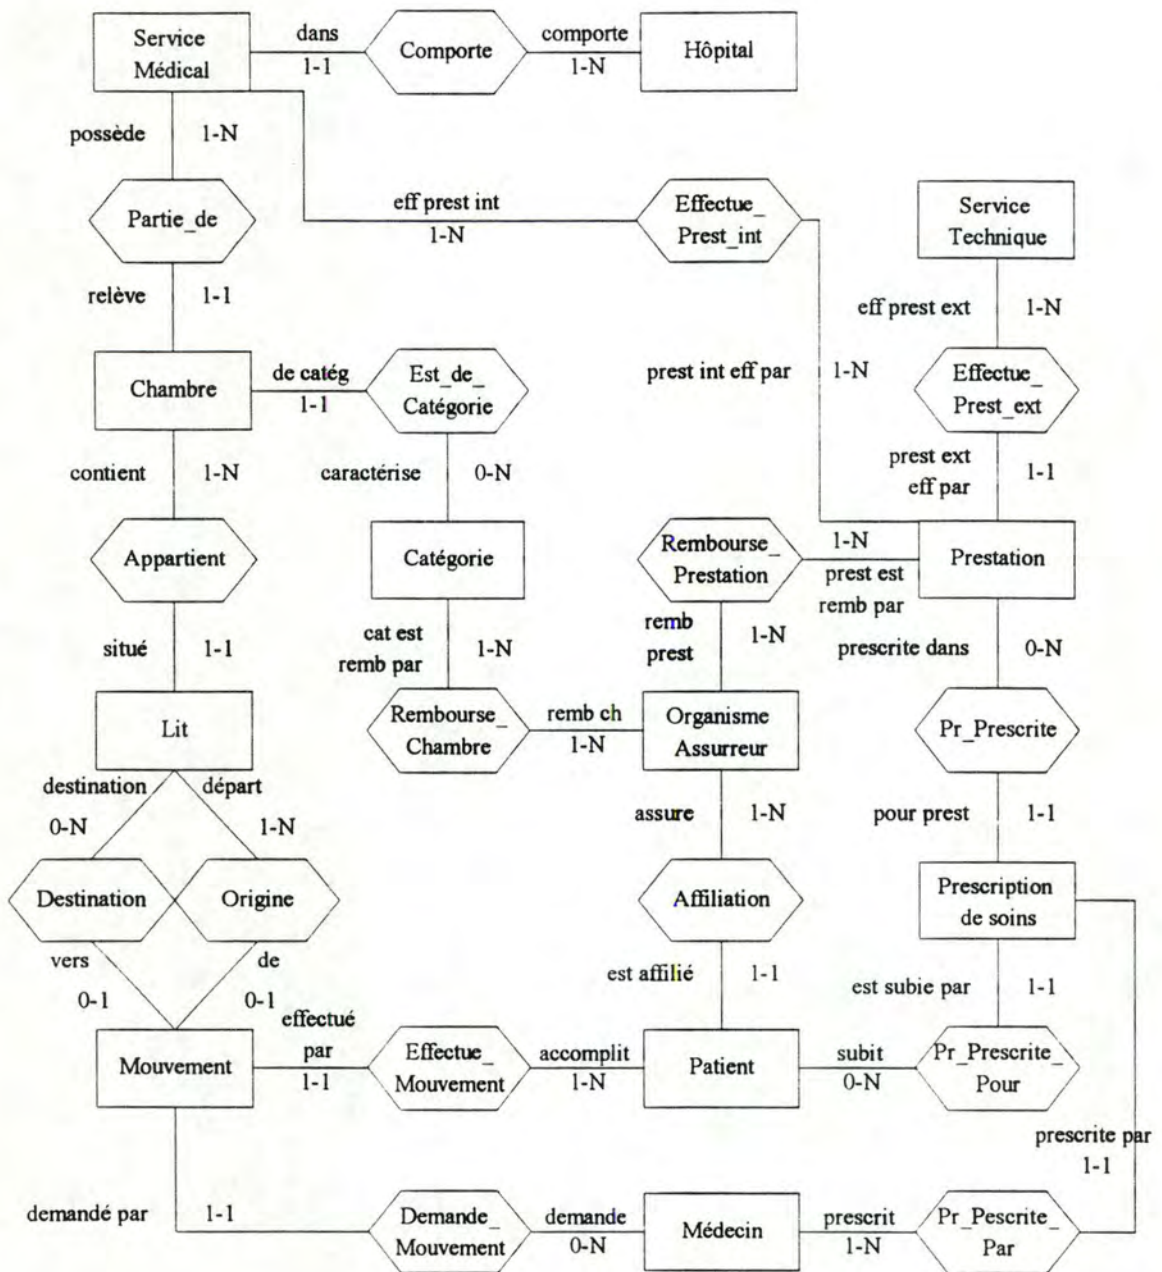 Service
Médical
dans
1-1
Comporte
comporte
1-N
Hôpital
possède
1-N
Partie_de
eff prest int
1-N
Effectue_
Prest_int
Service
Technique
relève
1-1
eff prest ext
1-N
Chambre
de catég
1-1
Est_de_
Catégorie
prest int eff par
1-N
Effectue_
Prest_ext
contient
1-N
caractérise
0-N
prest ext
eff par
1-1
Appartient
Catégorie
Rembourse_
Prestation
1-N
prest est
remb par
Prestation
situé
1-1
cat est
remb par
1-N
remb
prest
1-N
prescrite dans
0-N
Lit
Rembourse_
Chambre
remb ch
1-N
Organisme
Assurreur
Pr_Prescrite
destination
0-N
départ
1-N
assure
1-N
pour prest
1-1
Destination
Origine
Affiliation
Prescription
de soins
vers
0-1
de
0-1
est affilié
1-1
est subie par
1-1
Mouvement
effectué
par
1-1
Effectue_
Mouvement
accomplit
1-N
Patient
subit
0-N
Pr_Prescrite_
Pour
prescrite par
1-1
demandé par
1-1
Demande_
Mouvement
demande
0-N
Médecin
prescrit
1-N
Pr_Pescrite_
Par